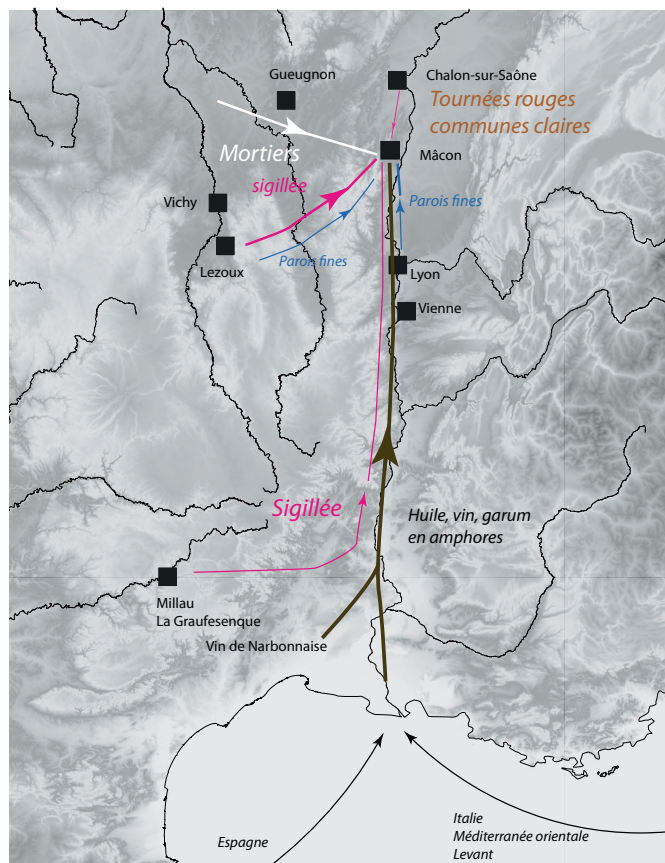 Gueugnon
Chalon-sur-Saône
Tournées rouges
communes claires
Mortiers
Mâcon
sigillée
Vichy
Parois fines
Lezoux
Parois fines
Lyon
Vienne
Sigillée
Huile, vin, garum
en amphores
Millau
La Graufesenque
Vin de Narbonnaise
Espagne
Italie
Méditerranée orientale
Levant